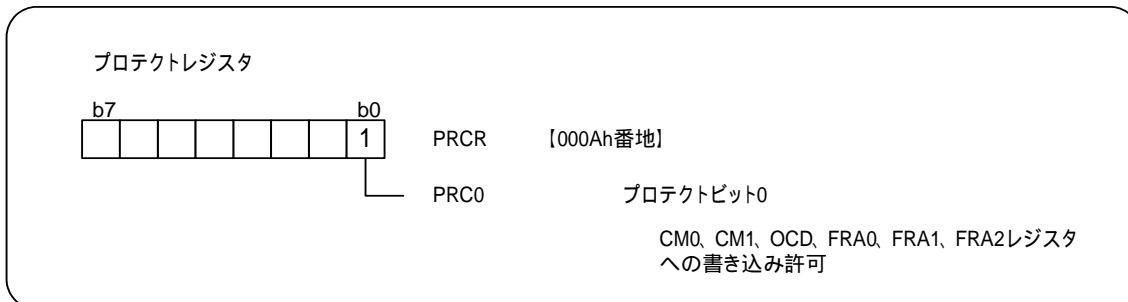 プロテクトレジスタ
b7 b0
1 PRCR 【000Ah番地】
PRC0 プロテクトビット0
CM0、CM1、OCD、FRA0、FRA1、FRA2レジスタ
への書き込み許可